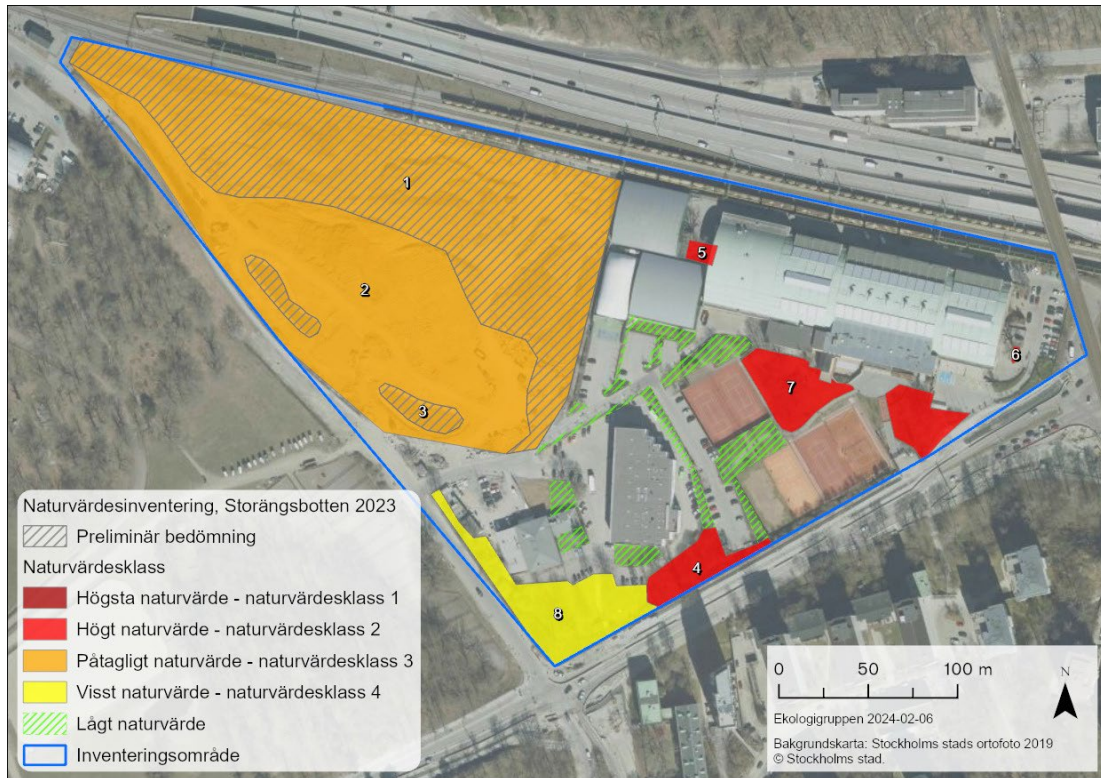 1
5
2
6
7
3
4
8
Naturvärdesinventering, Storängsbotten 2023
Preliminär bedömning
Naturvärdesklass
Högsta naturvärde - naturvärdesklass 1
Högt naturvärde - naturvärdesklass 2
Påtagligt naturvärde - naturvärdesklass 3
Visst naturvärde - naturvärdesklass 4
Lågt naturvärde
Inventeringsområde
0 50 100 m
N
Ekologigruppen 2024-02-06
Bakgrundskarta: Stockholms stads ortofoto 2019
© Stockholms stad.